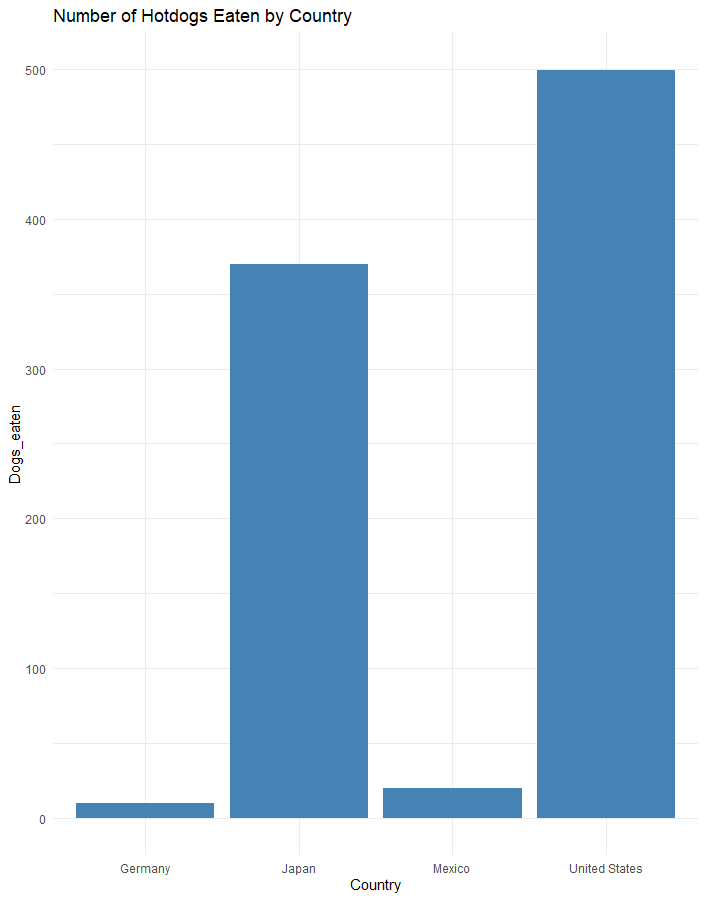 Number of Hotdogs Eaten by Country
Dogs_eaten
500
400
300
200
100
0
Germany
Japan
Mexico
United States
Country